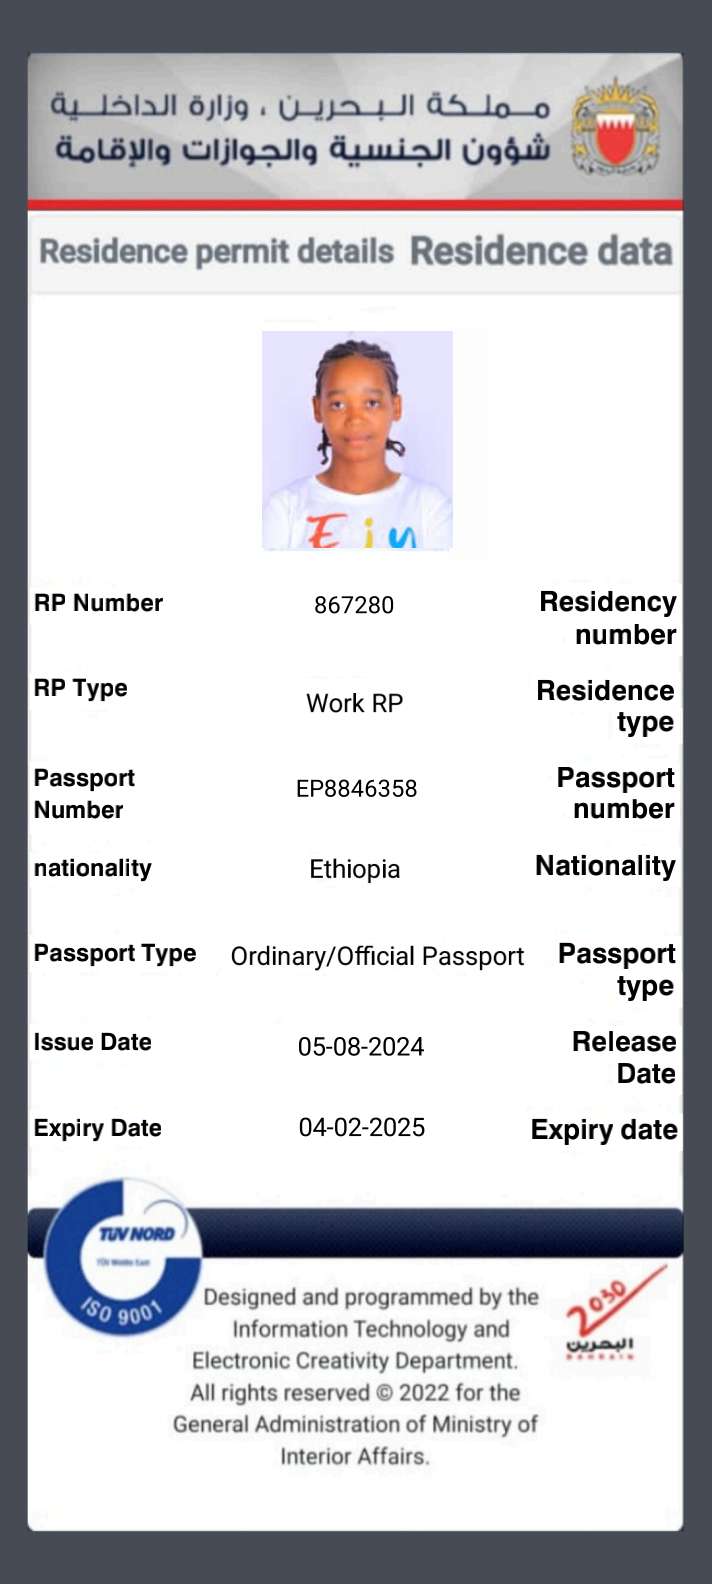 مـمـلـكـة الـبـحـريـن ، وزارة الداخـلـيـة
شؤون الجنسية والجوازات والإقامة
Residence permit details Residence data
E i y
RP Number 867280 Residency
number
RP Type Work RP Residence
type
Passport
Number EP8846358 Passport
number
nationality Ethiopia Nationality
Passport Type Ordinary/Official Passport Passport
type
Issue Date 05-08-2024 Release
Date
Expiry Date 04-02-2025 Expiry date
TUV NORD
TÜV Middle East
ISO 9001
Designed and programmed by the
Information Technology and
Electronic Creativity Department.
All rights reserved © 2022 for the
General Administration of Ministry of
Interior Affairs.
2030
البحرين
BAHRAIN